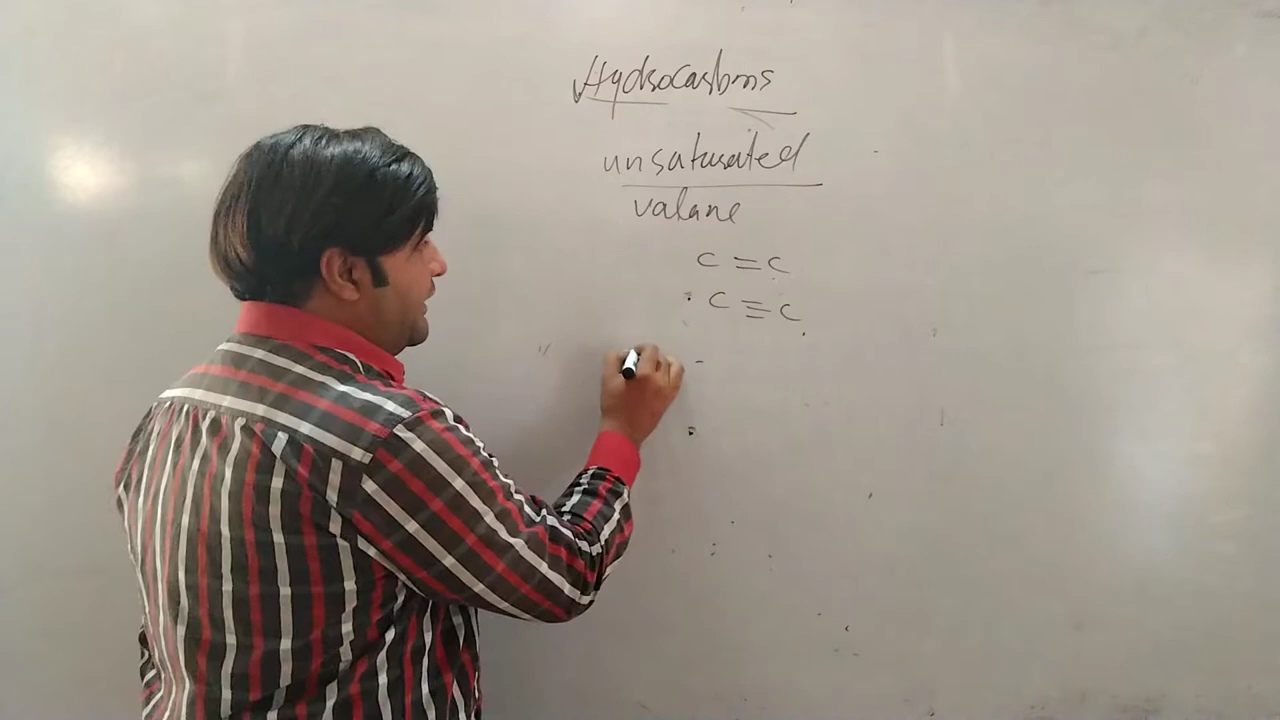 Hydrocarbons
unsaturated
valane
C = C
C ≡ C